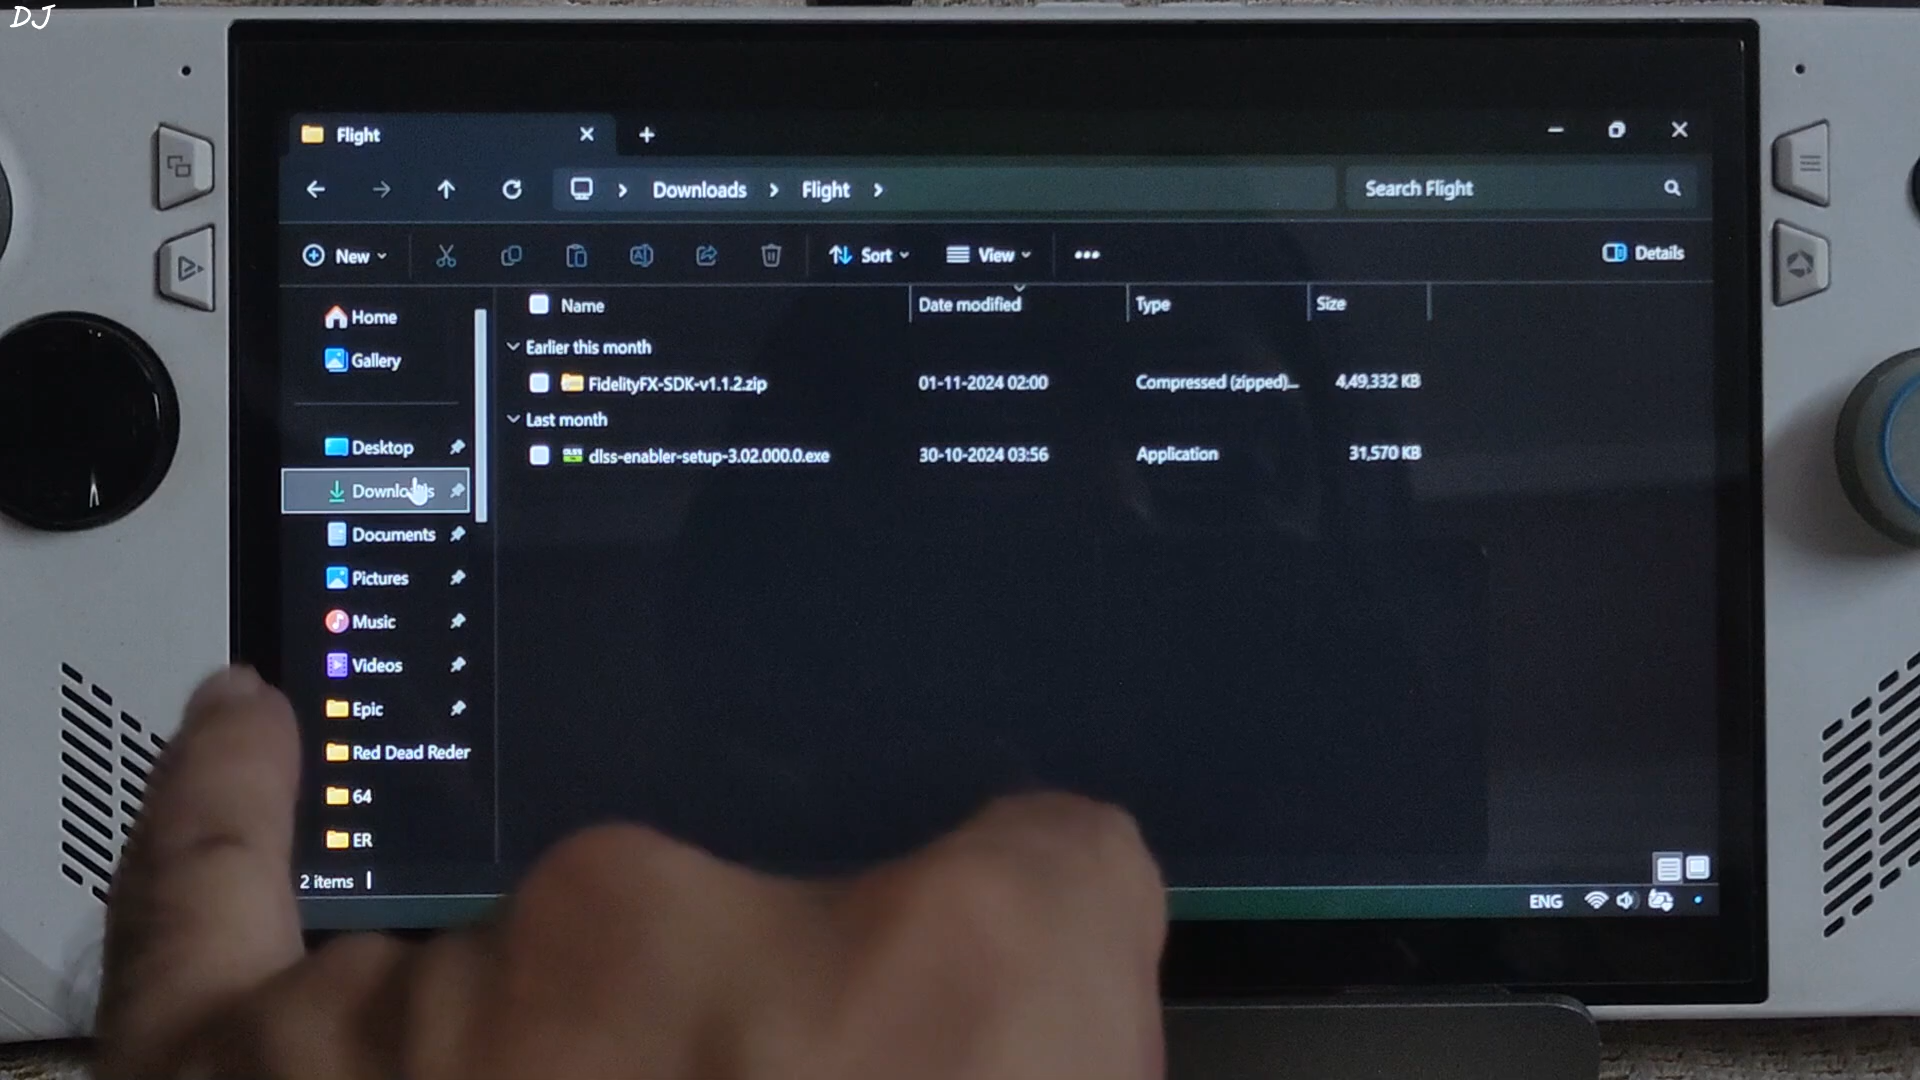 DJ
Flight
Downloads Flight
Search Flight
New
Sort
View
Details
Name Date modified Type Size
Home
Gallery
Desktop
Downloads
Documents
Pictures
Music
Videos
Epic
Red Dead Reder
64
ER
Earlier this month
FidelityFX-SDK-v1.1.2.zip 01-11-2024 02:00 Compressed (zipped)... 4,49,332 KB
Last month
dlss-enabler-setup-3.02.000.0.exe 30-10-2024 03:56 Application 31,570 KB
2 items
ENG